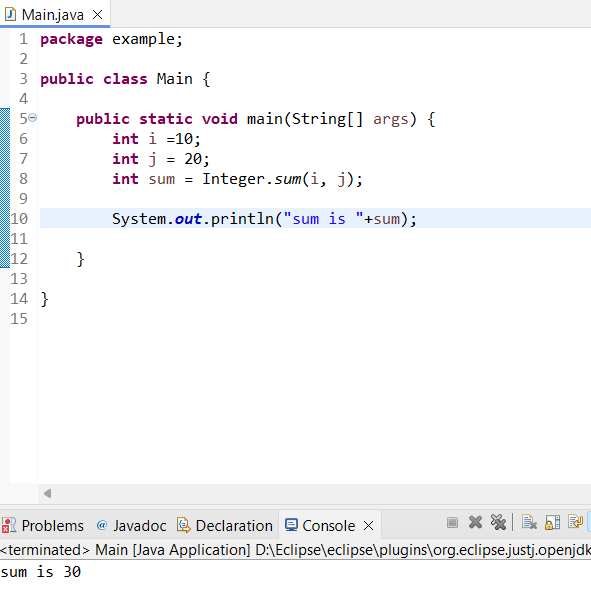 Main.java
1 package example;
2
3 public class Main {
4
5 public static void main(String[] args) {
6 int i =10;
7 int j = 20;
8 int sum = Integer.sum(i, j);
9
10 System.out.println("sum is "+sum);
11
12 }
13
14 }
15
Problems @ Javadoc Declaration Console
<terminated> Main [Java Application] D:\Eclipse\eclipse\plugins\org.eclipse.justj.openjdk
sum is 30